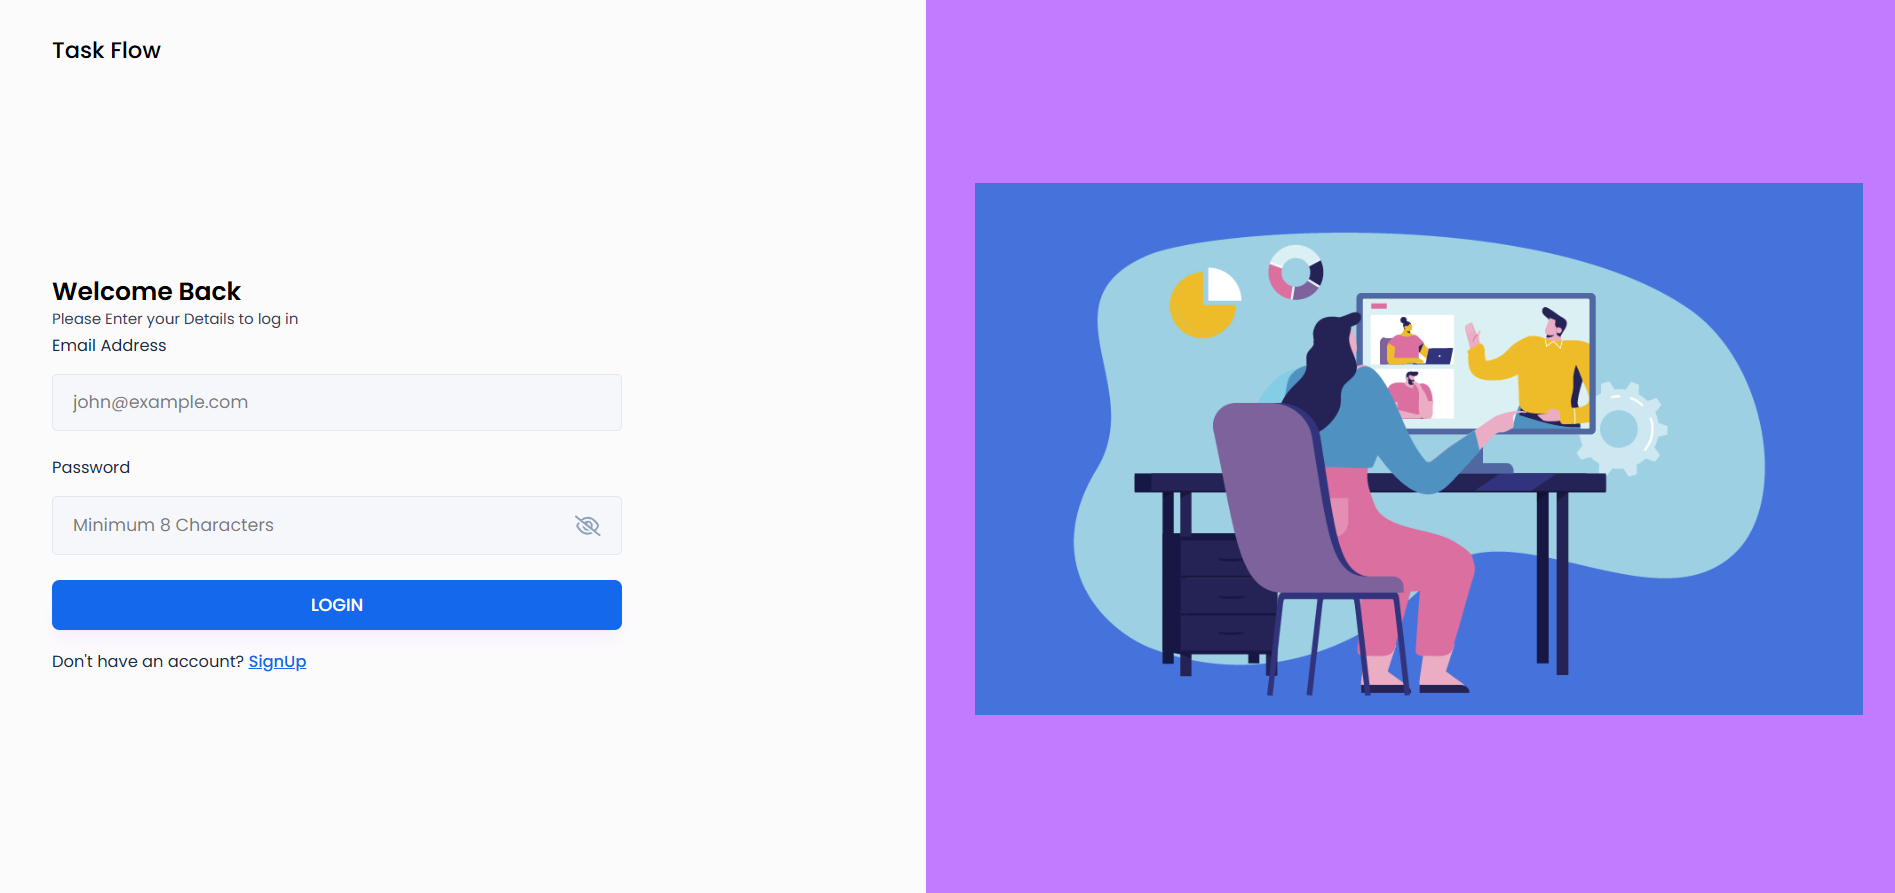 Task Flow
Welcome Back
Please Enter your Details to log in
Email Address
john@example.com
Password
Minimum 8 Characters
LOGIN
Don't have an account? SignUp